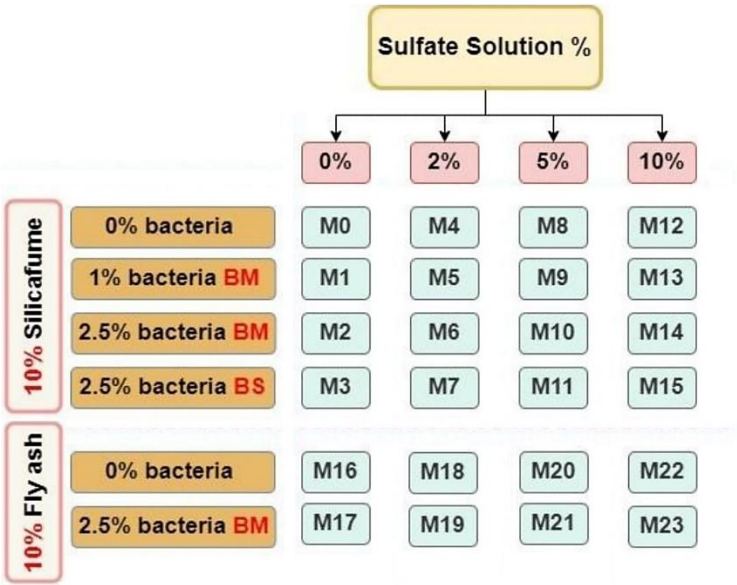 Sulfate Solution %
0% 2% 5% 10%
10% Silicafume
0% bacteria M0 M4 M8 M12
1% bacteria BM M1 M5 M9 M13
2.5% bacteria BM M2 M6 M10 M14
2.5% bacteria BS M3 M7 M11 M15
10% Fly ash
0% bacteria M16 M18 M20 M22
2.5% bacteria BM M17 M19 M21 M23